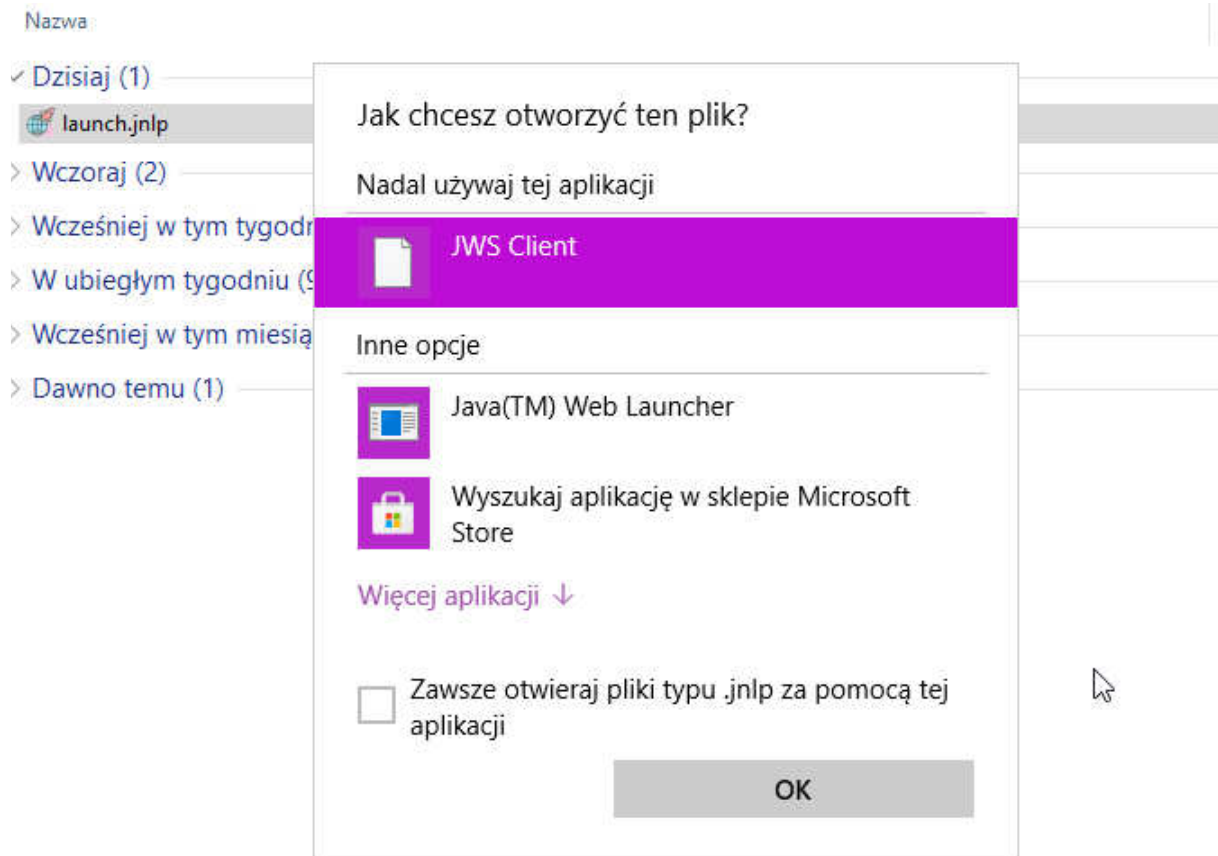 Nazwa
Dzisiaj (1)
launch.jnlp
Wczoraj (2)
Wcześniej w tym tygodn
W ubiegłym tygodniu (9
Wcześniej w tym miesią
Dawno temu (1)
Jak chcesz otworzyć ten plik?
Nadal używaj tej aplikacji
JWS Client
Inne opcje
Java(TM) Web Launcher
Wyszukaj aplikację w sklepie Microsoft
Store
Więcej aplikacji
Zawsze otwieraj pliki typu .jnlp za pomocą tej
aplikacji
OK